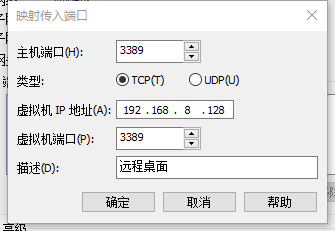 映射传入端口
主机端口(H): 3389
类型: TCP(T) UDP(U)
虚拟机 IP 地址(A): 192 .168 . 8 .128
虚拟机端口(P): 3389
描述(D): 远程桌面
确定 取消 帮助
高级